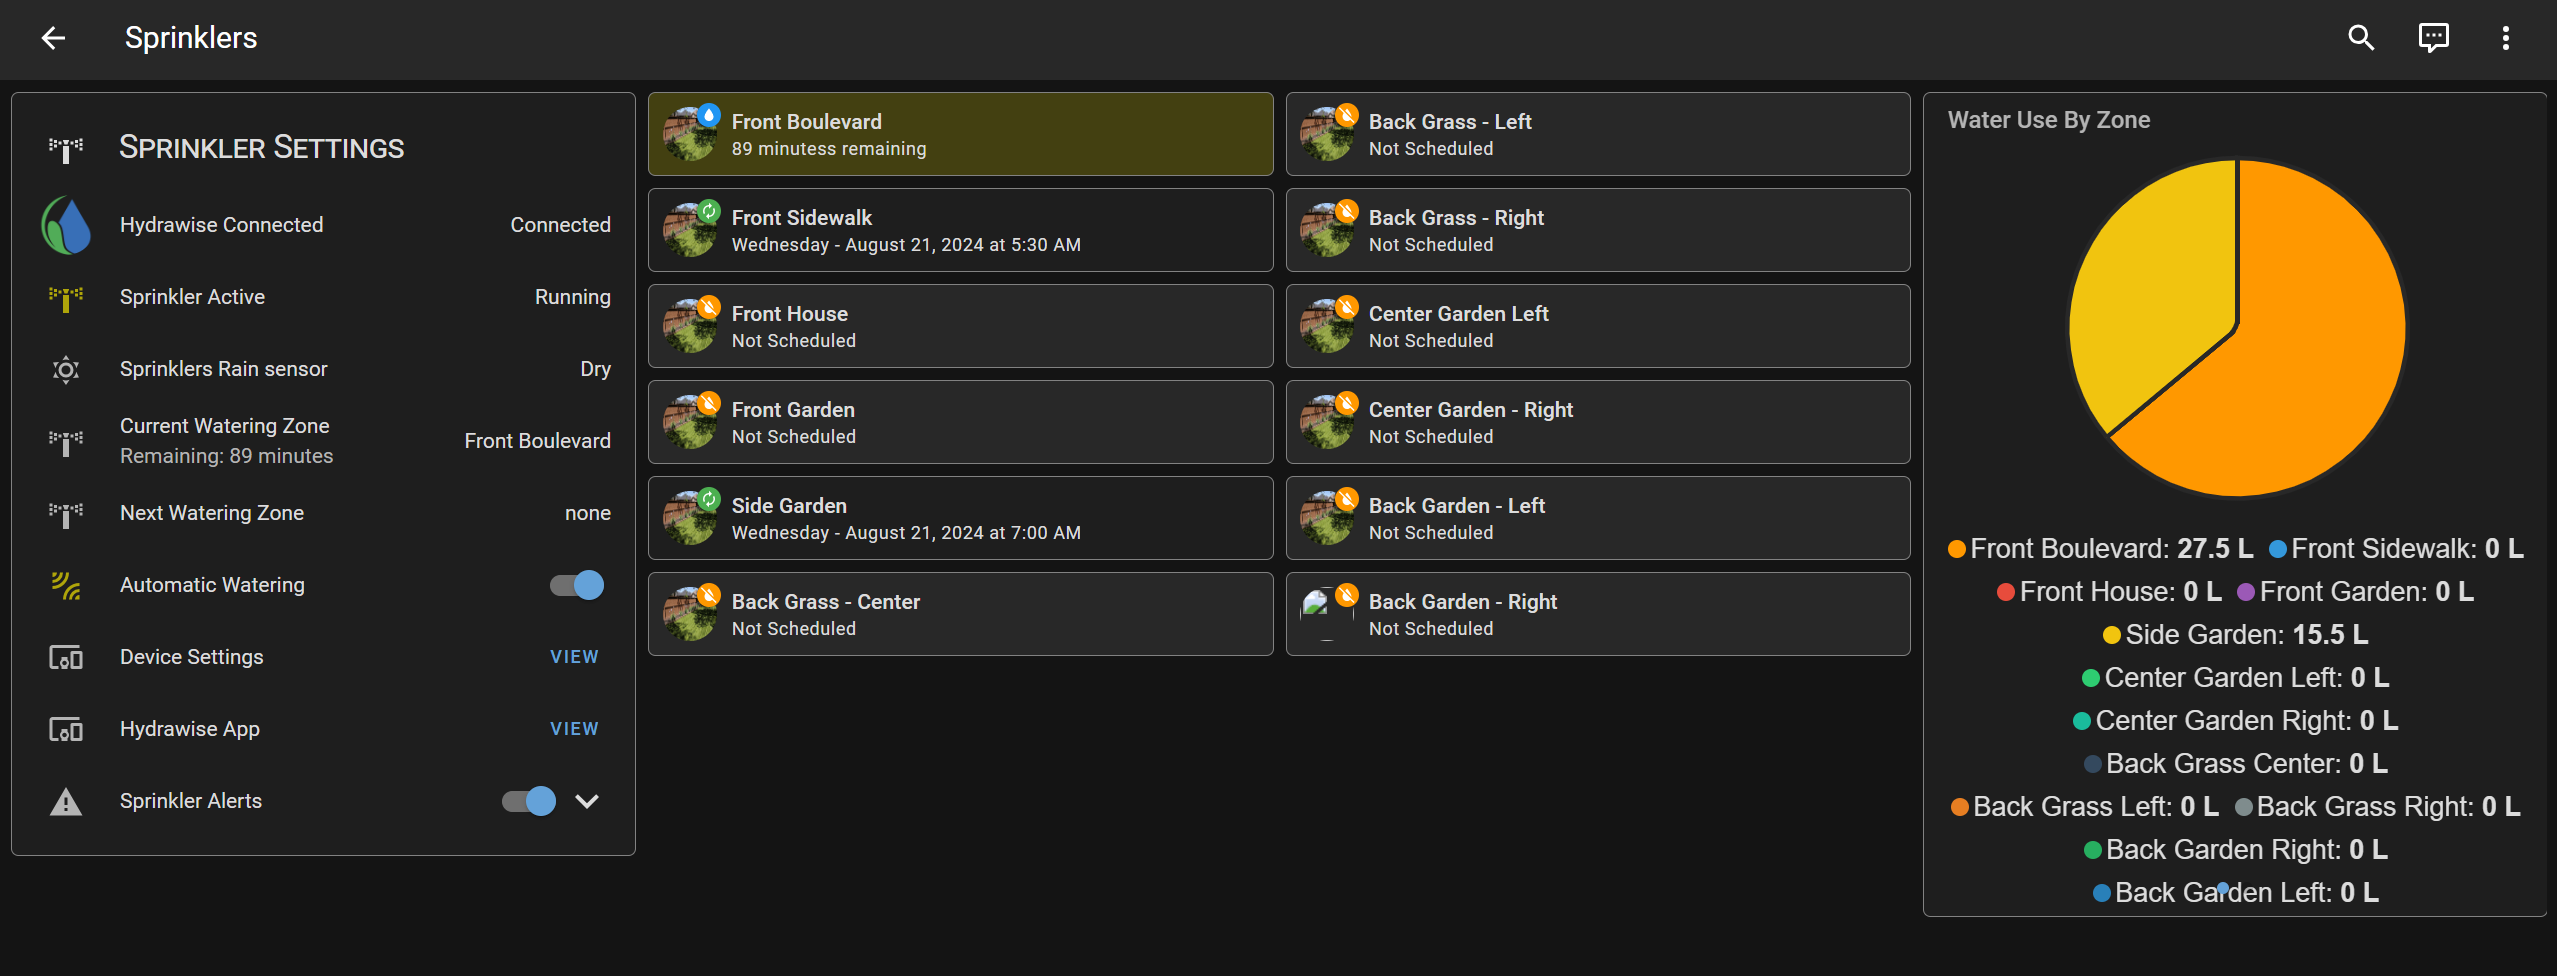 Sprinklers
SPRINKLER SETTINGS
Hydrawise Connected Connected
Sprinkler Active Running
Sprinklers Rain sensor Dry
Current Watering Zone
Remaining: 89 minutes
Front Boulevard
Next Watering Zone none
Automatic Watering
Device Settings VIEW
Hydrawise App VIEW
Sprinkler Alerts
Front Boulevard
89 minutess remaining
Front Sidewalk
Wednesday - August 21, 2024 at 5:30 AM
Front House
Not Scheduled
Front Garden
Not Scheduled
Side Garden
Wednesday - August 21, 2024 at 7:00 AM
Back Grass - Center
Not Scheduled
Back Grass - Left
Not Scheduled
Back Grass - Right
Not Scheduled
Center Garden Left
Not Scheduled
Center Garden - Right
Not Scheduled
Back Garden - Left
Not Scheduled
Back Garden - Right
Not Scheduled
Water Use By Zone
Front Boulevard: 27.5 L Front Sidewalk: 0 L
Front House: 0 L Front Garden: 0 L
Side Garden: 15.5 L
Center Garden Left: 0 L
Center Garden Right: 0 L
Back Grass Center: 0 L
Back Grass Left: 0 L Back Grass Right: 0 L
Back Garden Right: 0 L
Back Garden Left: 0 L